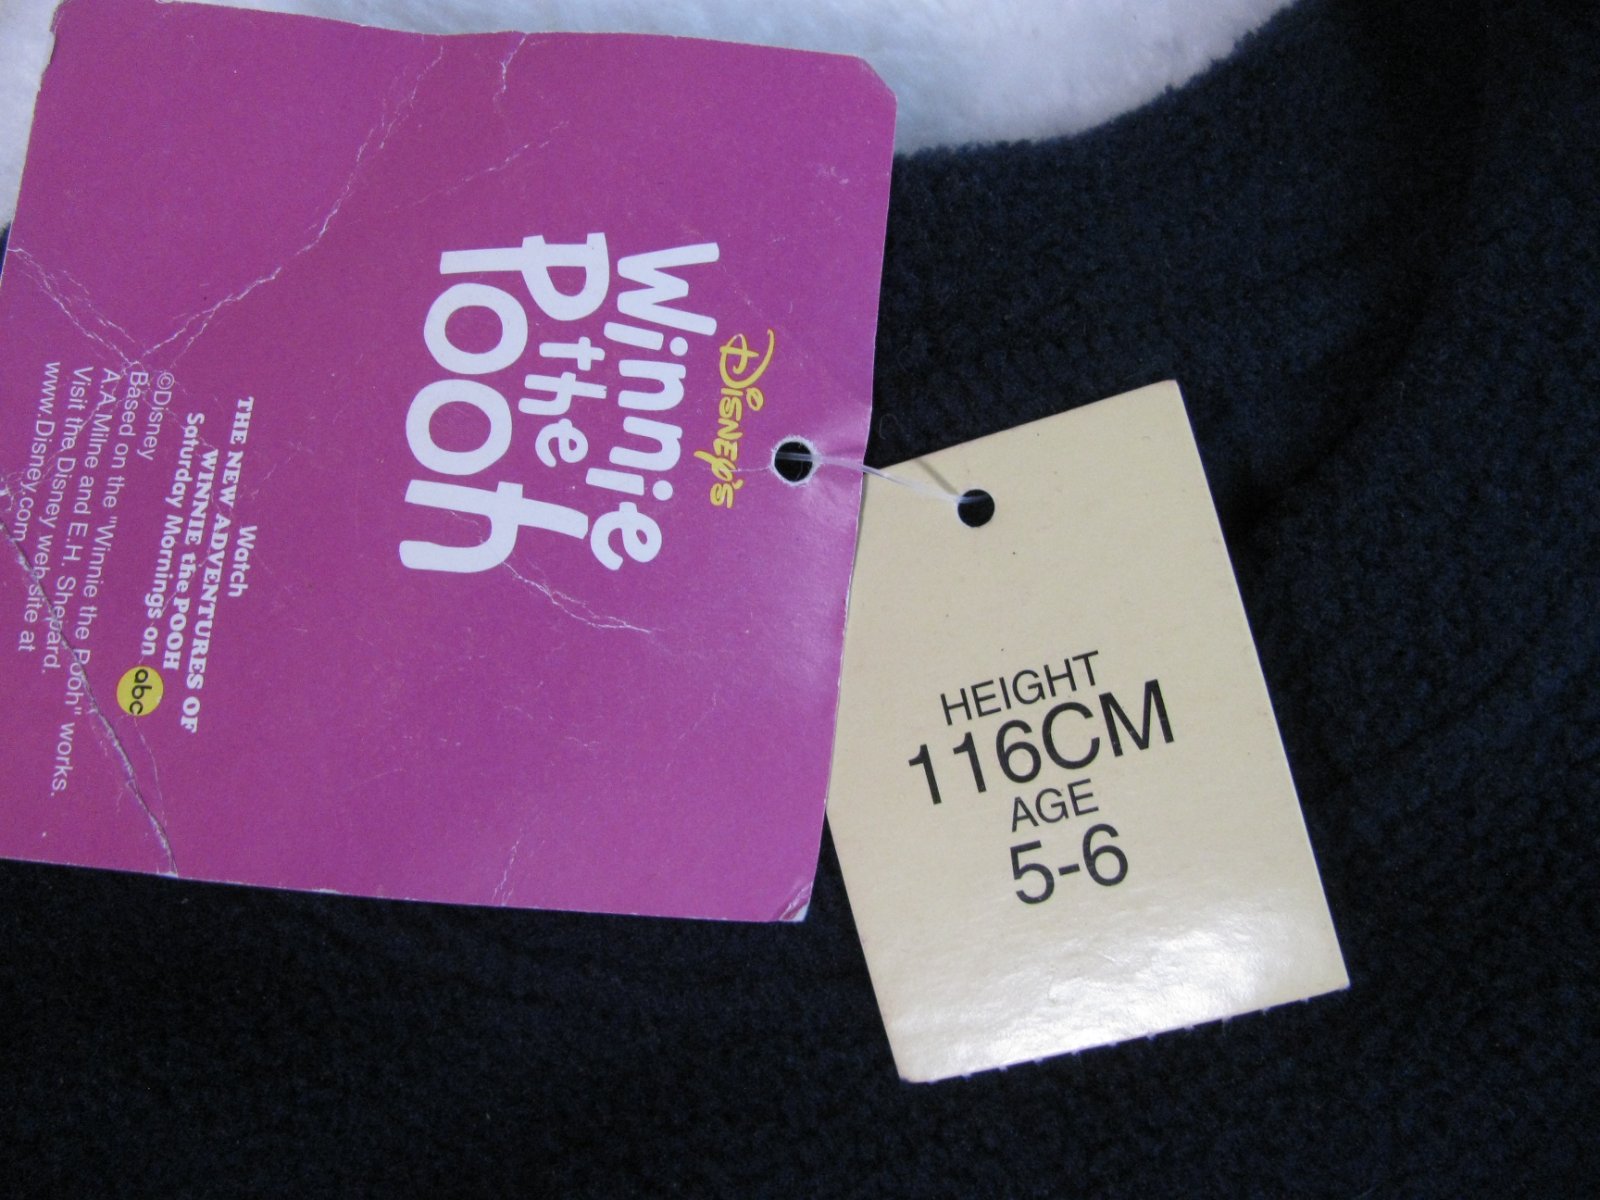 Disney's
Winnie
the
Pooh
Watch
THE NEW ADVENTURES OF
WINNIE the POOH
Saturday Mornings on abc
©Disney
Based on the "Winnie the Pooh" works.
A.A.Milne and E.H. Shepard.
Visit the Disney web site at
www.Disney.com
HEIGHT
116CM
AGE
5-6